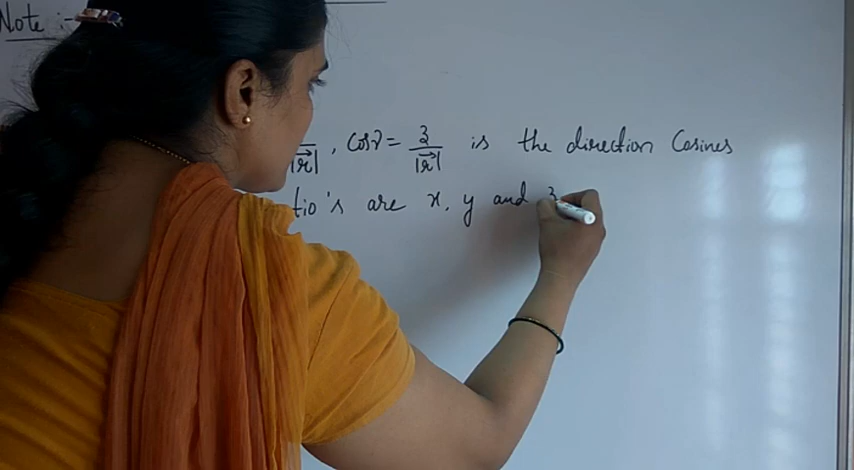 Note :-
|r⃗| , cosγ = z/|r⃗| is the direction Cosines
tio's are x, y and z